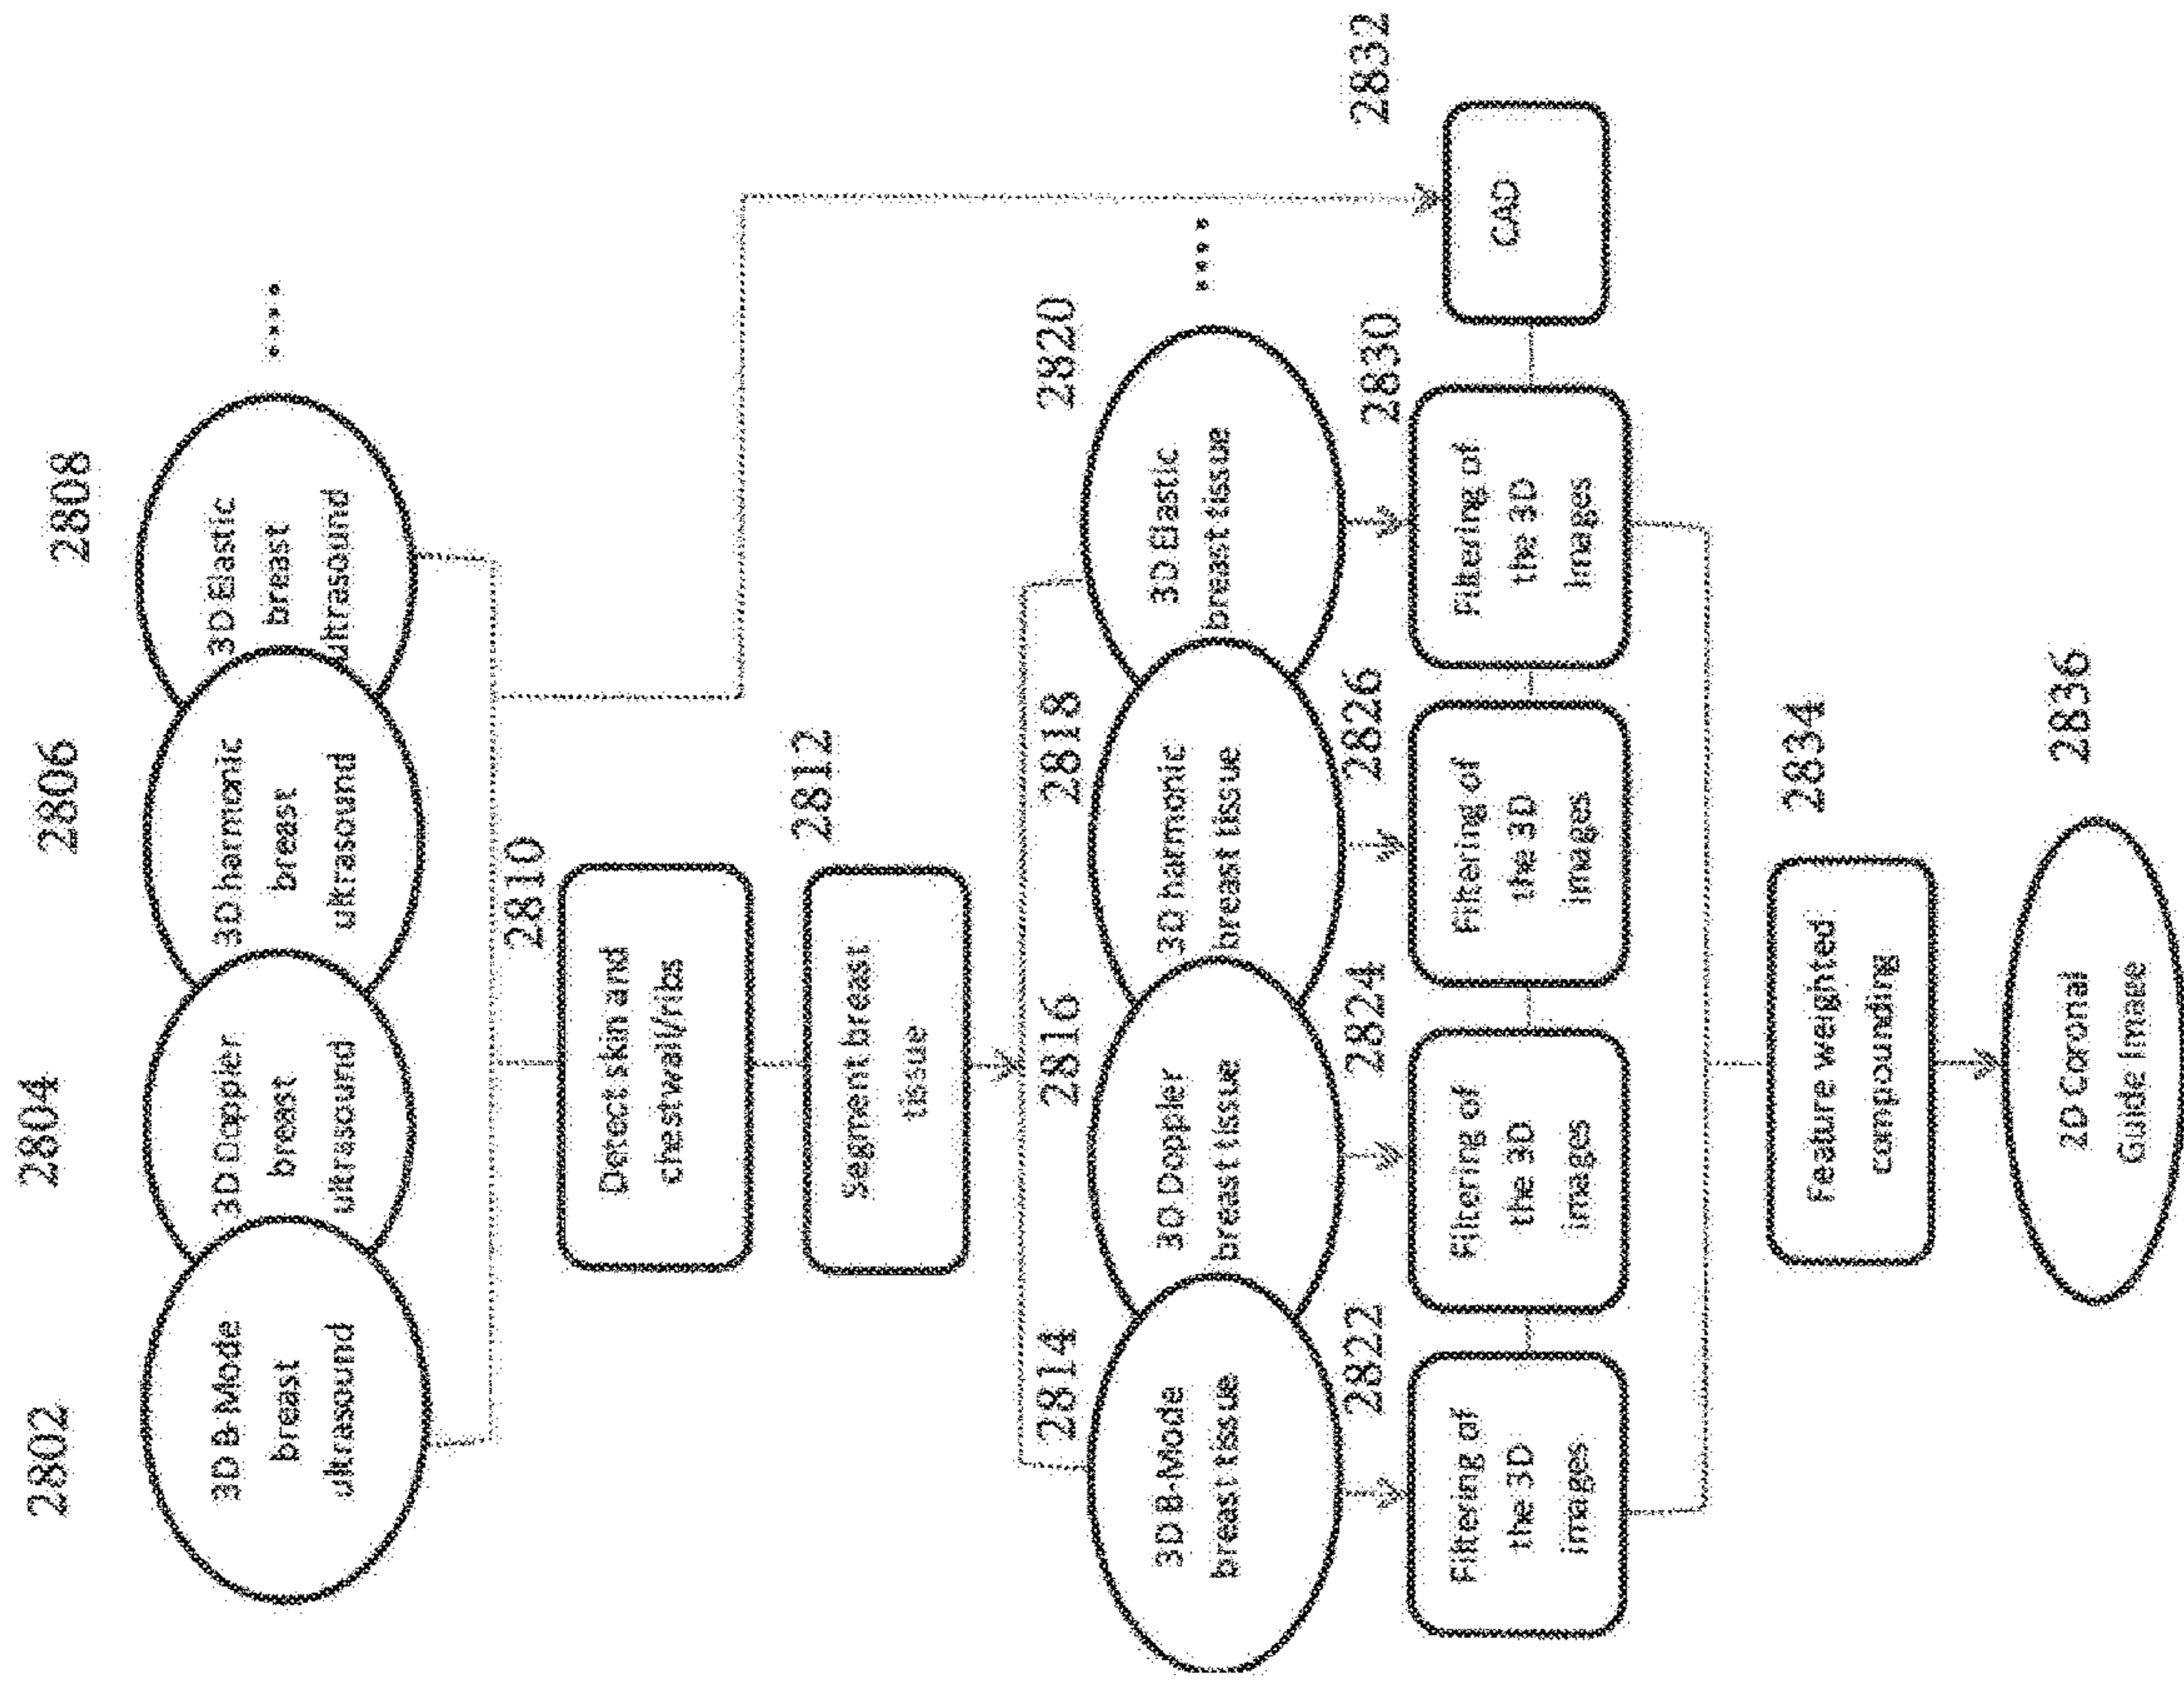 2802
2804
2806
2808
3D B-Mode
breast
ultrasound
3D Doppler
breast
ultrasound
3D harmonic
breast
ultrasound
3D Elastic
breast
ultrasound
....
2810
Detect skin and
chestwall/ribs
2812
Segment breast
tissue
2814
2816
2818
2820
3D B-Mode
breast tissue
3D Doppler
breast tissue
3D harmonic
breast tissue
3D Elastic
breast tissue
....
2822
2824
2826
2830
2832
Filtering of
the 3D
images
Filtering of
the 3D
images
Filtering of
the 3D
images
Filtering of
the 3D
images
CAD
2834
Feature weighted
compounding
2836
2D Coronal
Guide Image